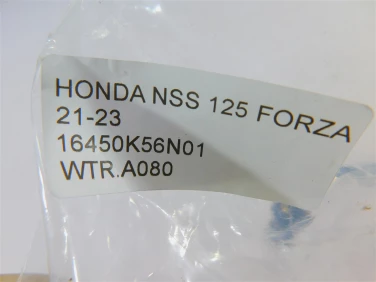 HONDA NSS 125 FORZA
21-23
16450K56N01
WTR.A080